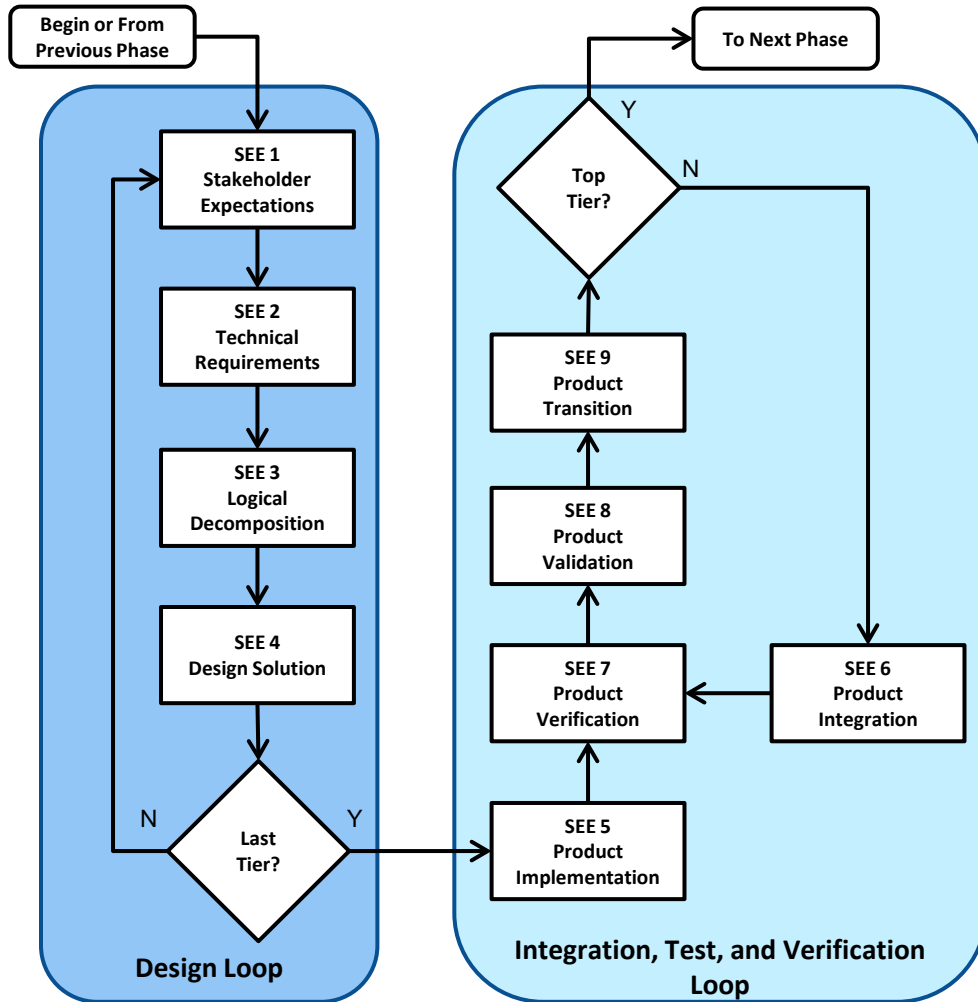 Begin or From
Previous Phase
SEE 1
Stakeholder
Expectations
SEE 2
Technical
Requirements
SEE 3
Logical
Decomposition
SEE 4
Design Solution
N
Last
Tier?
Y
Design Loop
To Next Phase
Y
Top
Tier?
N
SEE 9
Product
Transition
SEE 8
Product
Validation
SEE 7
Product
Verification
SEE 6
Product
Integration
SEE 5
Product
Implementation
Integration, Test, and Verification
Loop